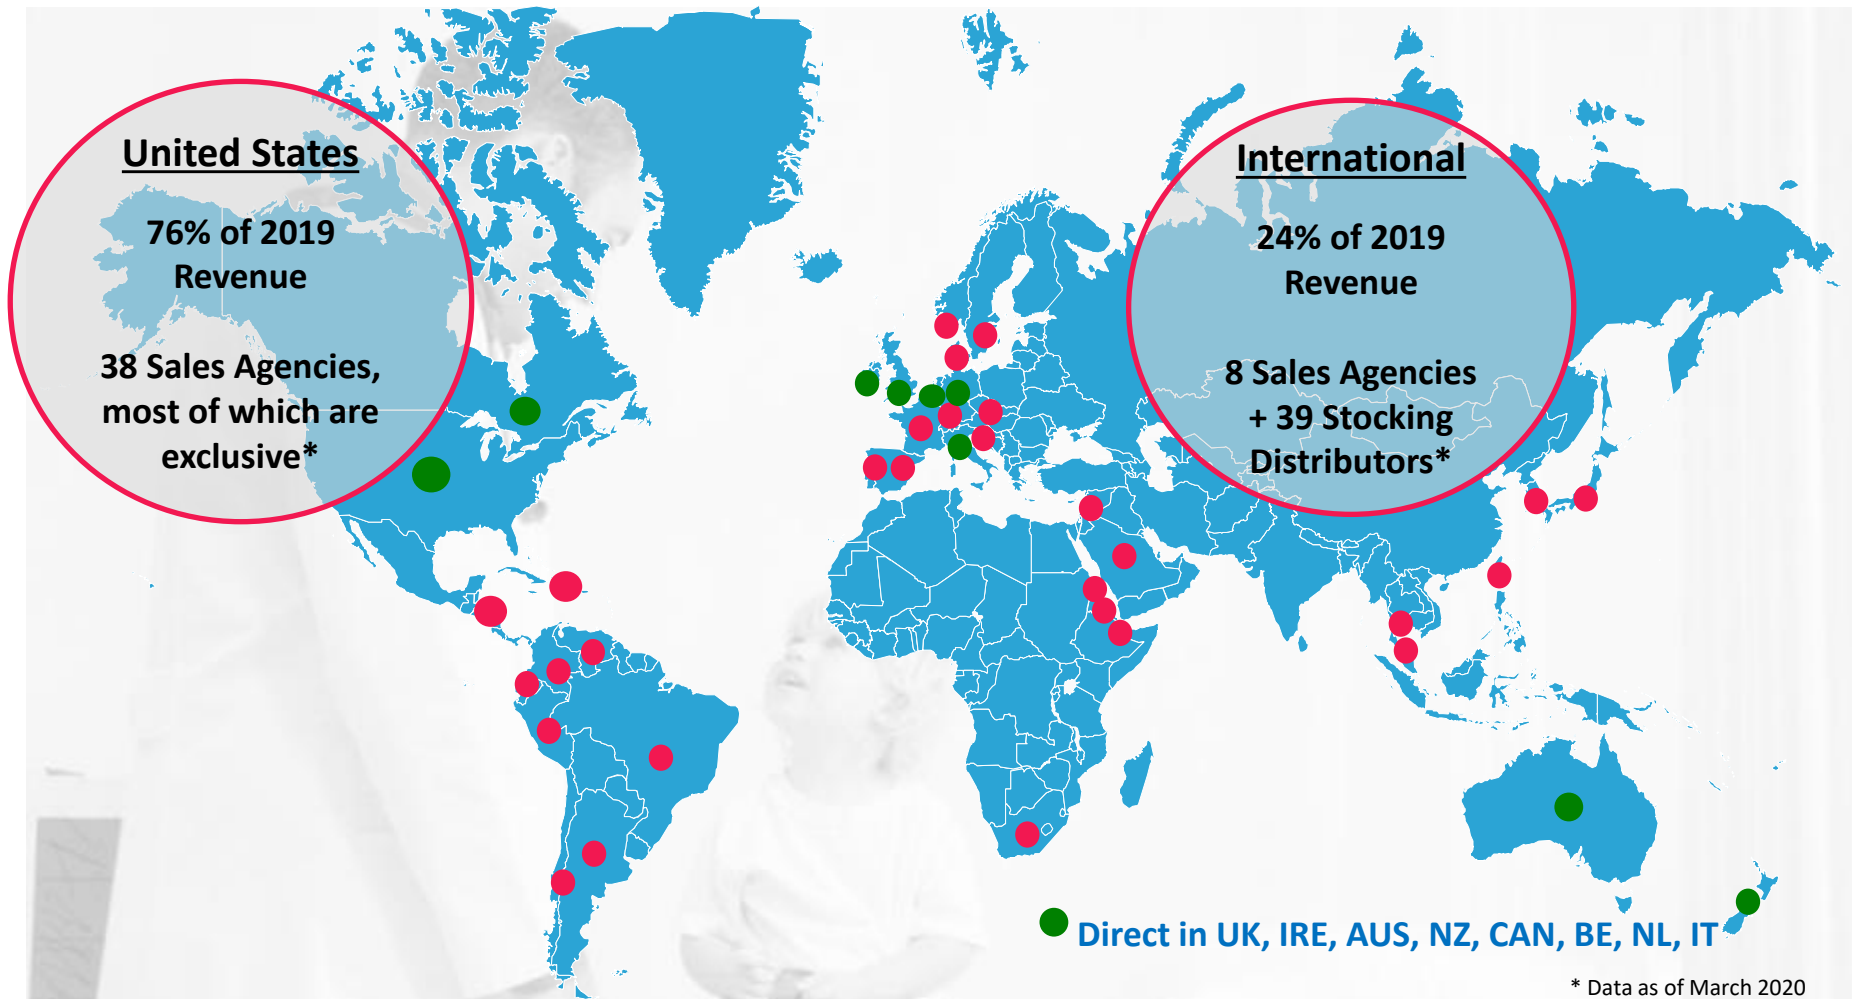 United States
76% of 2019
Revenue
38 Sales Agencies,
most of which are
exclusive*
International
24% of 2019
Revenue
8 Sales Agencies
+ 39 Stocking
Distributors*
Direct in UK, IRE, AUS, NZ, CAN, BE, NL, IT
* Data as of March 2020